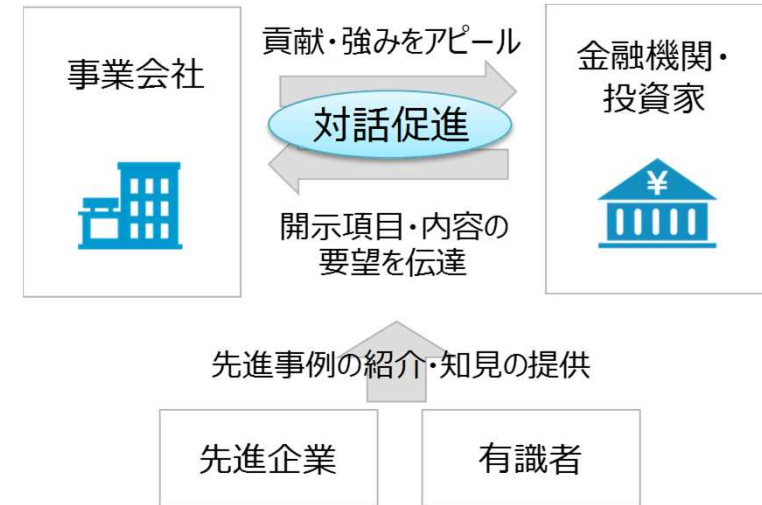 事業会社
貢献・強みをアピール
対話促進
開示項目・内容の
要望を伝達
金融機関・
投資家
¥
先進事例の紹介・知見の提供
先進企業
有識者